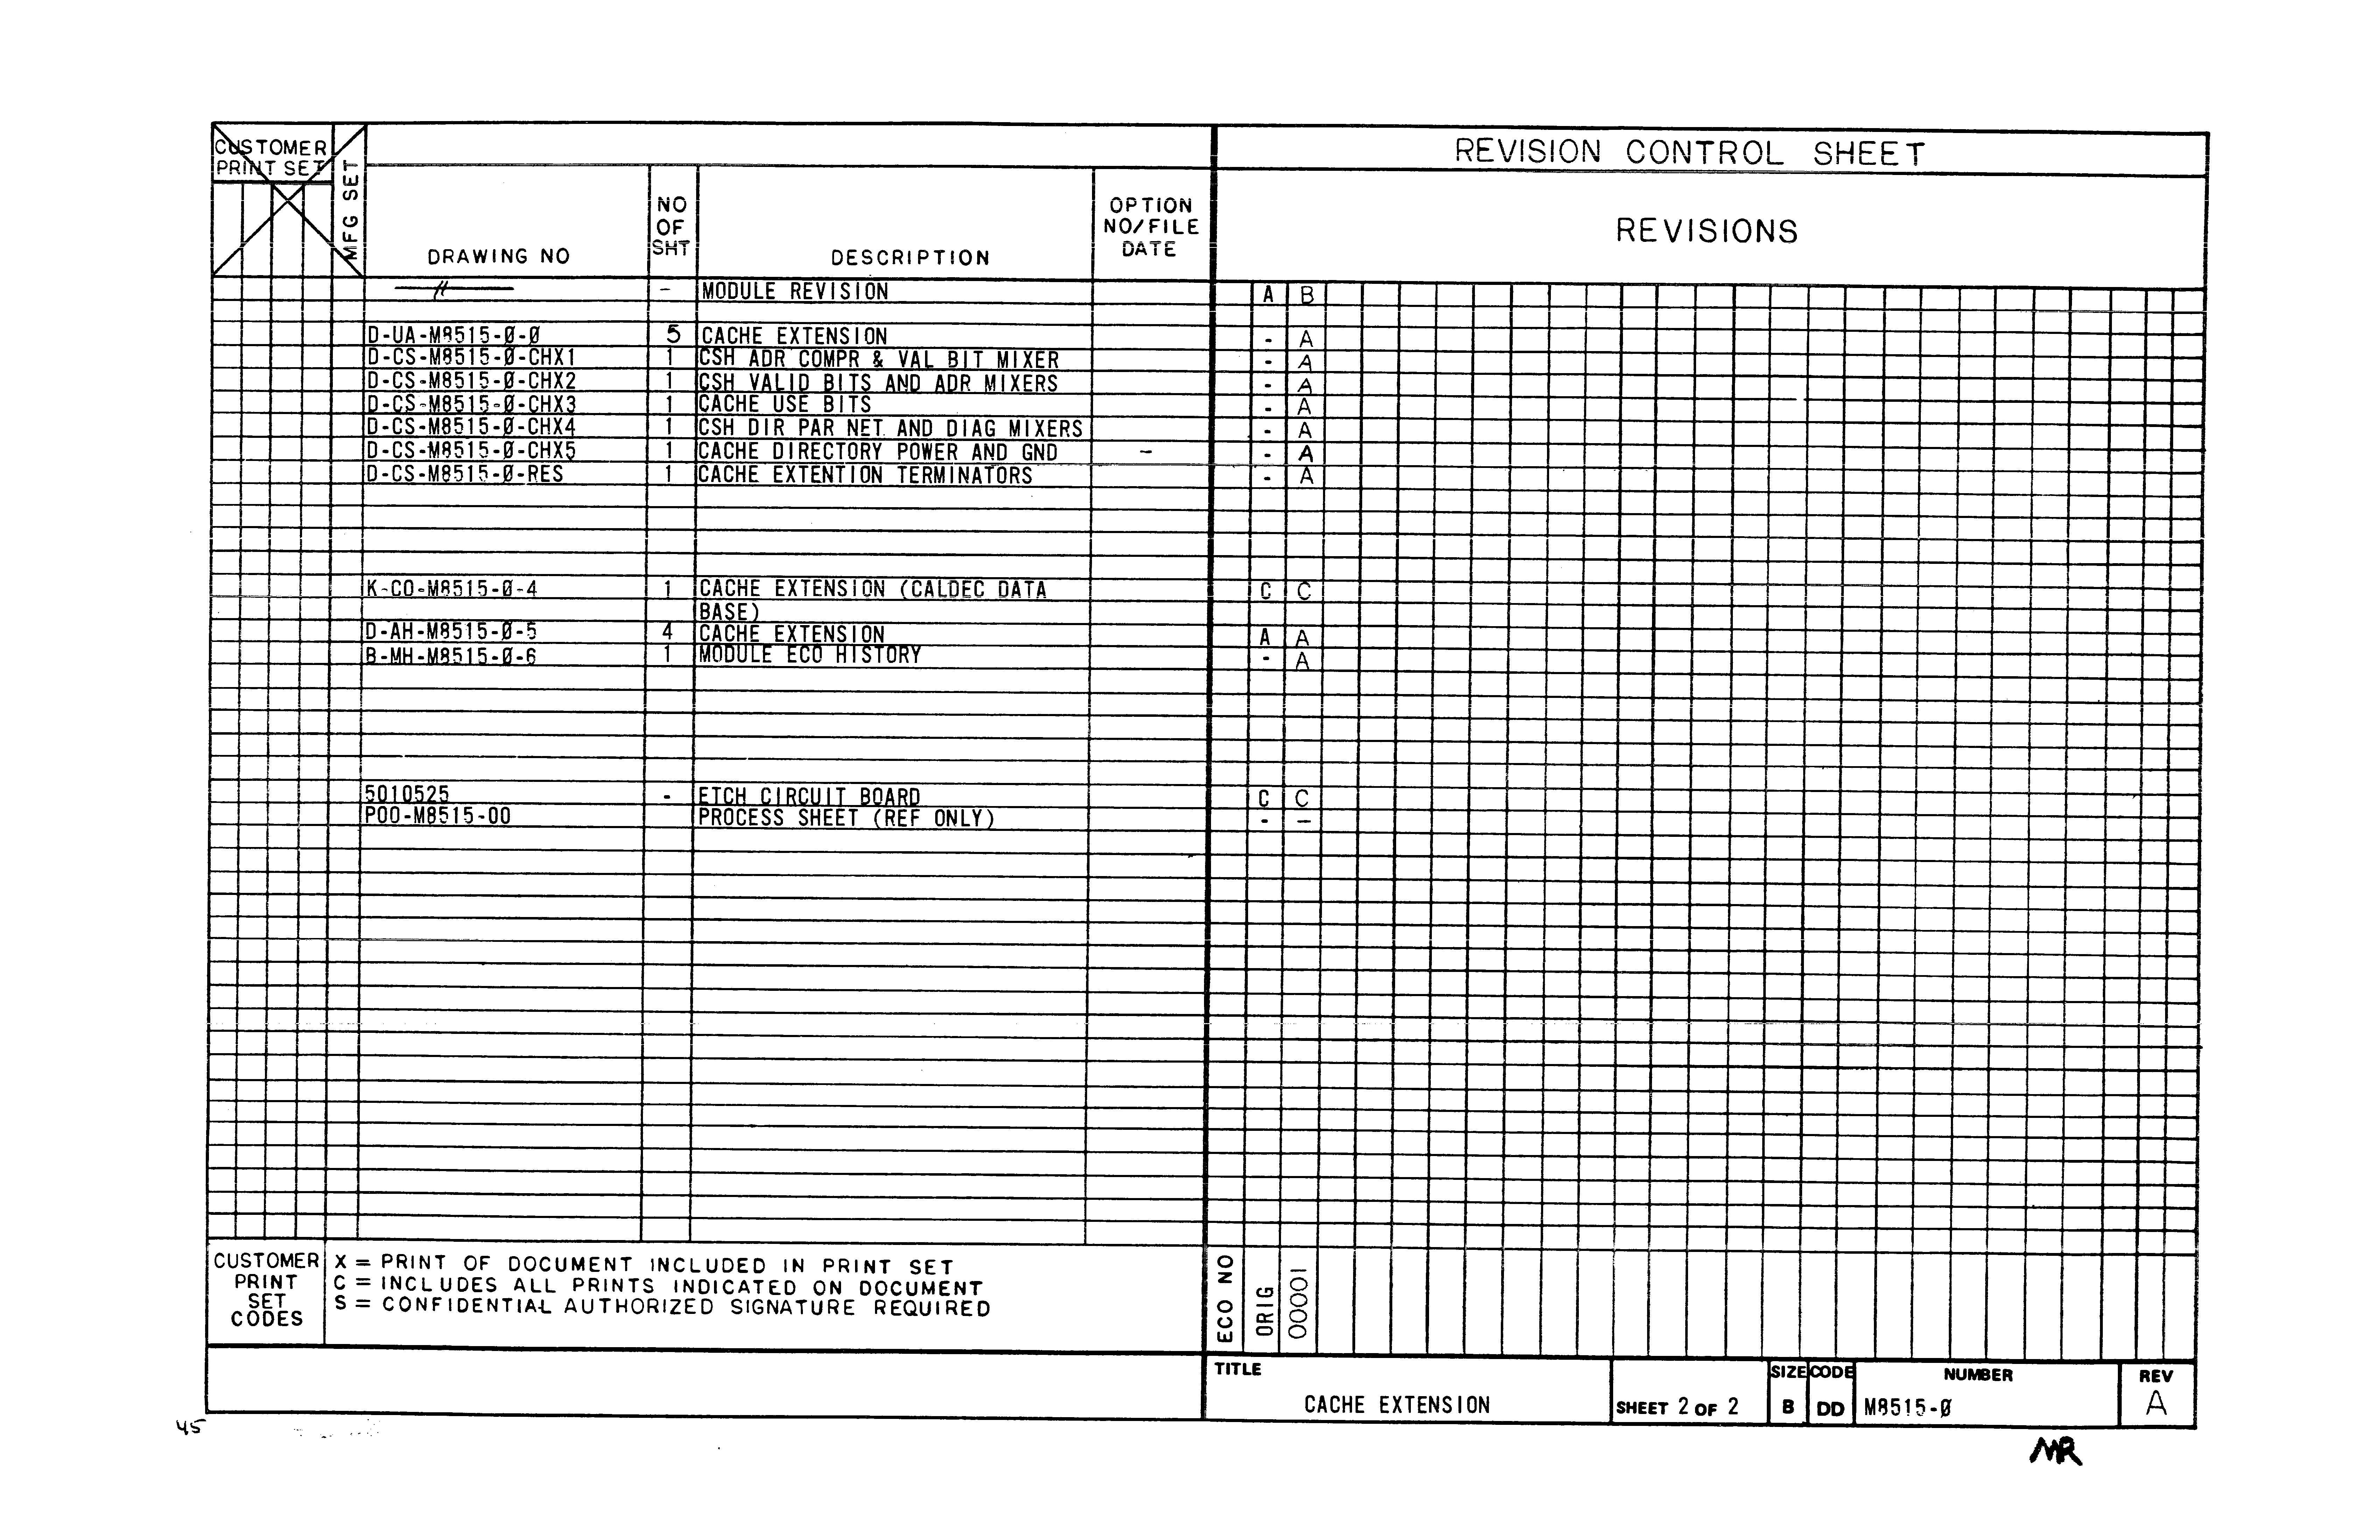 CUSTOMER
PRINT SET
MFG SET
DRAWING NO
NO
OF
SHT
DESCRIPTION
OPTION
NO/FILE
DATE
REVISION CONTROL SHEET
REVISIONS
- MODULE REVISION A B
D-UA-M8515-Ø-Ø 5 CACHE EXTENSION - A
D-CS-M8515-Ø-CHX1 1 CSH ADR COMPR & VAL BIT MIXER - A
D-CS-M8515-Ø-CHX2 1 CSH VALID BITS AND ADR MIXERS - A
D-CS-M8515-Ø-CHX3 1 CACHE USE BITS - A
D-CS-M8515-Ø-CHX4 1 CSH DIR PAR NET AND DIAG MIXERS - A
D-CS-M8515-Ø-CHX5 1 CACHE DIRECTORY POWER AND GND - - A
D-CS-M8515-Ø-RES 1 CACHE EXTENTION TERMINATORS - A
K-CO-M8515-Ø-4 1 CACHE EXTENSION (CALDEC DATA C C
BASE)
D-AH-M8515-Ø-5 4 CACHE EXTENSION A A
B-MH-M8515-Ø-6 1 MODULE ECO HISTORY - A
5010525 - ETCH CIRCUIT BOARD C C
P00-M8515-00 PROCESS SHEET (REF ONLY) - -
CUSTOMER
PRINT
SET
CODES
X = PRINT OF DOCUMENT INCLUDED IN PRINT SET
C = INCLUDES ALL PRINTS INDICATED ON DOCUMENT
S = CONFIDENTIAL AUTHORIZED SIGNATURE REQUIRED
ECO NO
ORIG
00001
TITLE
CACHE EXTENSION
SHEET 2 OF 2
SIZE
B
CODE
DD
NUMBER
M8515-Ø
REV
A
45
MR